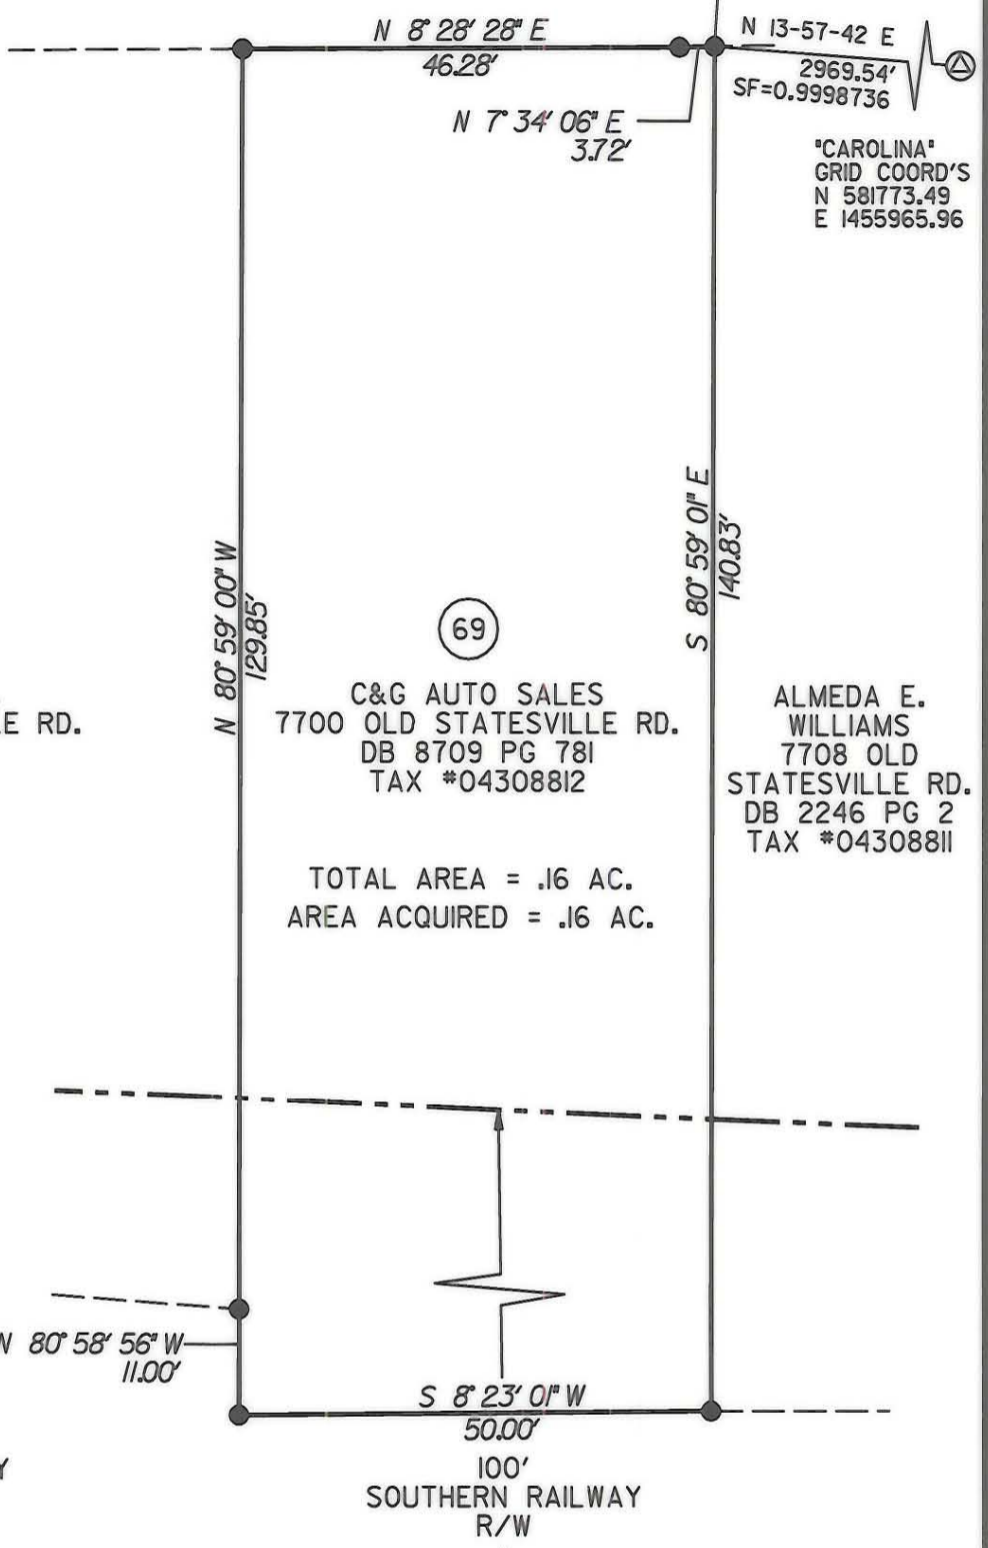 N 8° 28' 28" E
46.28'
N 13-57-42 E
2969.54'
SF=0.9998736
N 7° 34' 06" E
3.72'
"CAROLINA"
GRID COORD'S
N 581773.49
E 1455965.96
N 80° 59' 00" W
129.85'
S 80° 59' 01" E
140.83'
69
C&G AUTO SALES
7700 OLD STATESVILLE RD.
DB 8709 PG 781
TAX #04308812
E RD.
ALMEDA E.
WILLIAMS
7708 OLD
STATESVILLE RD.
DB 2246 PG 2
TAX #04308811
TOTAL AREA = .16 AC.
AREA ACQUIRED = .16 AC.
N 80° 58' 56" W
11.00'
S 8° 23' 01" W
50.00'
Y
100'
SOUTHERN RAILWAY
R/W